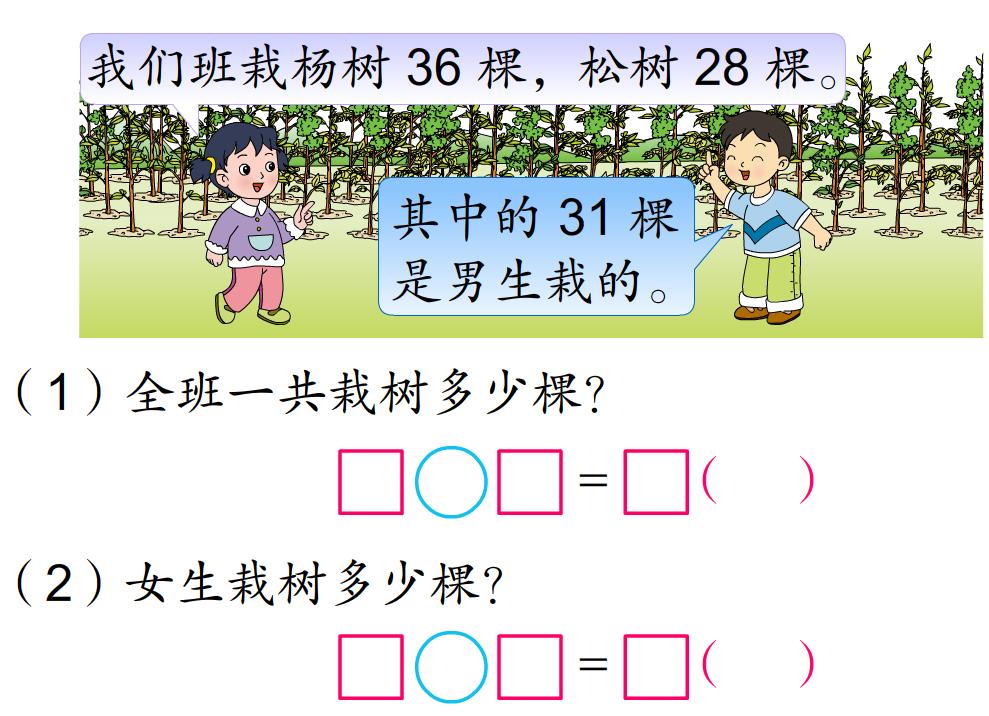 我们班栽杨树 36 棵，松树 28 棵。
其中的 31 棵
是男生栽的。
（1）全班一共栽树多少棵？
□○□=□（ ）
（2）女生栽树多少棵？
□○□=□（ ）